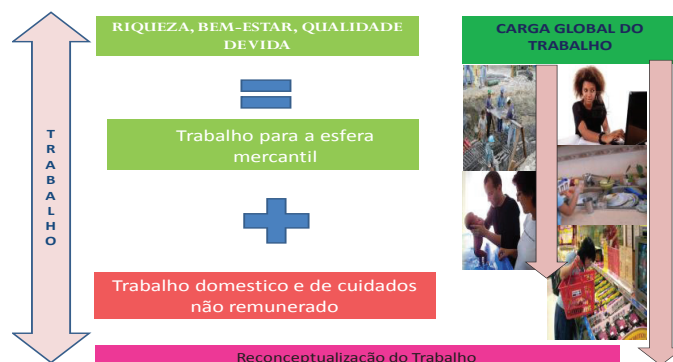 RIQUEZA, BEM-ESTAR, QUALIDADE
DEVIDA
CARGA GLOBAL DO
TRABALHO
T
R
A
B
A
L
H
O
Trabalho para a esfera
mercantil
Trabalho domestico e de cuidados
não remunerado
Reconceptualização do Trabalho